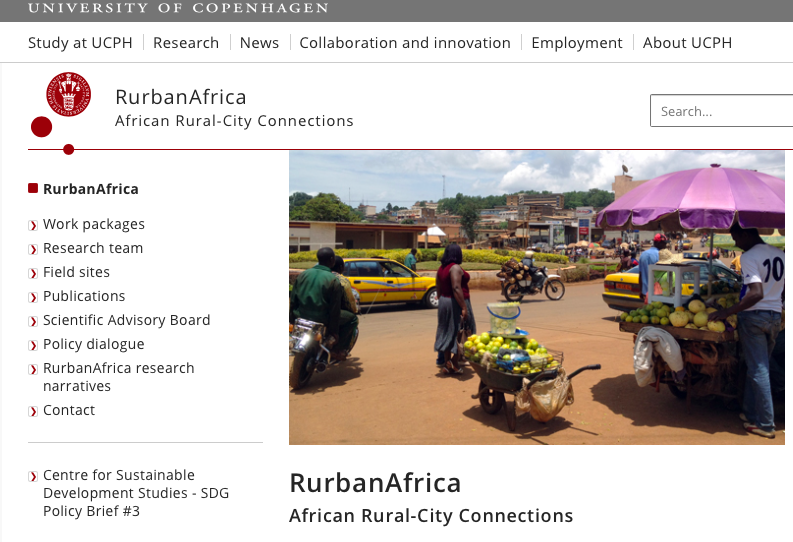 UNIVERSITY OF COPENHAGEN
Study at UCPH
Research
News
Collaboration and innovation
Employment
About UCPH
RurbanAfrica
African Rural-City Connections
Search...
RurbanAfrica
Work packages
Research team
Field sites
Publications
Scientific Advisory Board
Policy dialogue
RurbanAfrica research
narratives
Contact
Centre for Sustainable
Development Studies - SDG
Policy Brief #3
RurbanAfrica
African Rural-City Connections